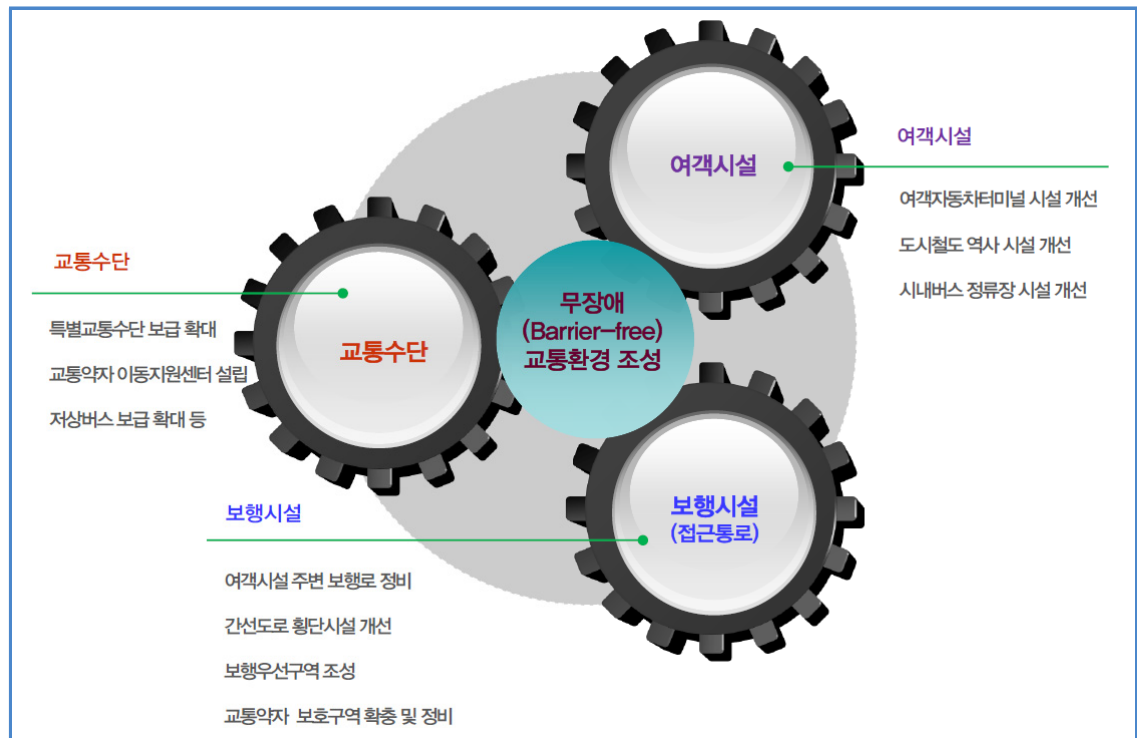 여객시설
여객시설
여객자동차터미널 시설 개선
도시철도 역사 시설 개선
시내버스 정류장 시설 개선
교통수단
교통수단
특별교통수단 보급 확대
교통약자 이동지원센터 설립
저상버스 보급 확대 등
무장애
(Barrier-free)
교통환경 조성
보행시설
(접근통로)
보행시설
여객시설 주변 보행로 정비
간선도로 횡단시설 개선
보행우선구역 조성
교통약자 보호구역 확충 및 정비